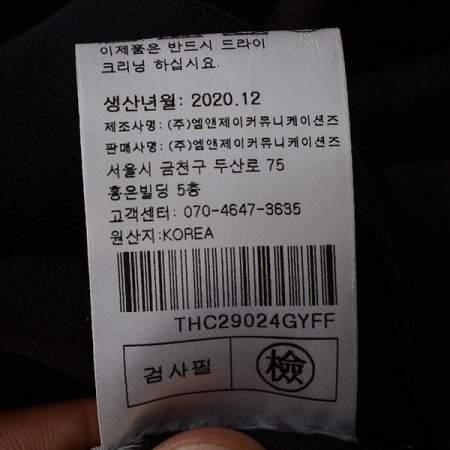 이제품은 반드시 드라이
크리닝 하십시요.
생산년월: 2020.12
제조사명: (주)엠앤제이커뮤니케이션즈
판매사명: (주)엠앤제이커뮤니케이션즈
서울시 금천구 두산로 75
홍은빌딩 5층
고객센터: 070-4647-3635
원산지:KOREA
THC29024GYFF
검사필 檢